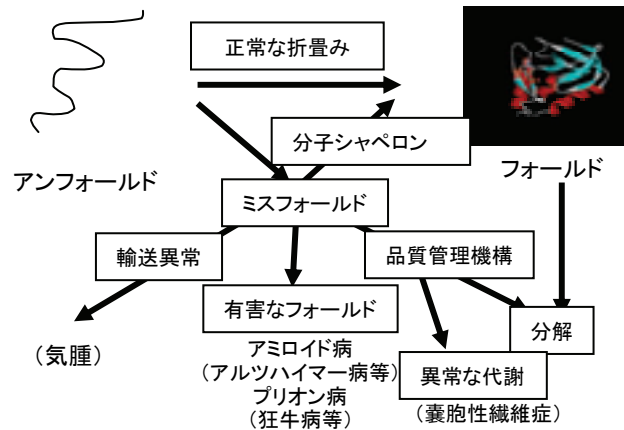 正常な折畳み
分子シャペロン
アンフォールド
フォールド
ミスフォールド
輸送異常
品質管理機構
有害なフォールド
分解
(気腫)
アミロイド病
(アルツハイマー病等)
プリオン病
(狂牛病等)
異常な代謝
(嚢胞性繊維症)